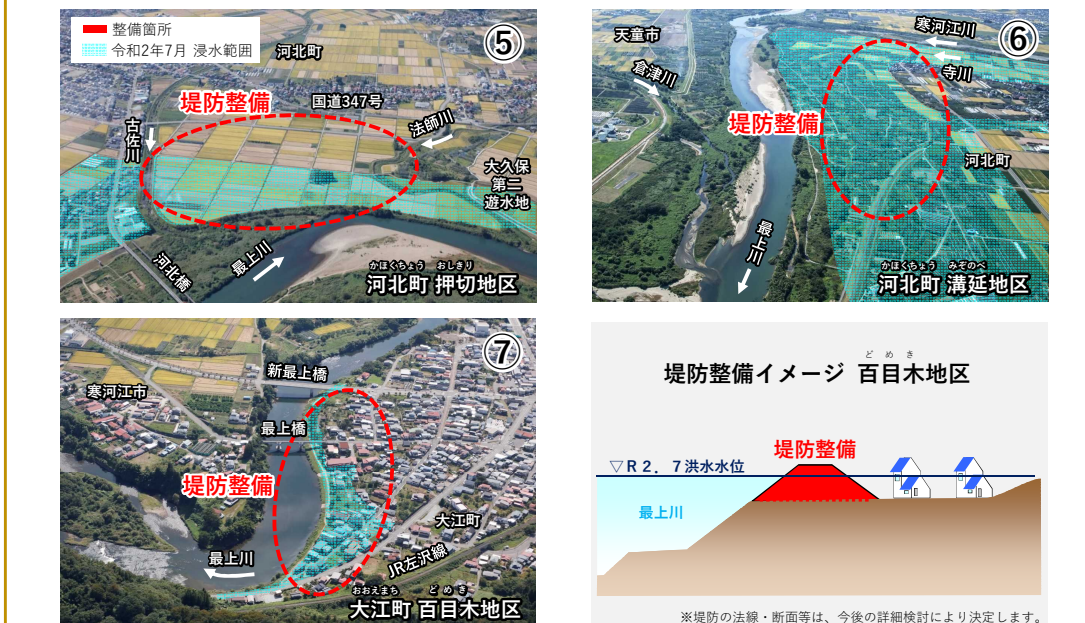 整備箇所
令和2年7月 浸水範囲
⑤
河北町
堤防整備
国道347号
古佐川
法師川
大久保
第二
遊水地
河北橋
最上川
かほくちょう おしきり
河北町 押切地区
⑥
天童市
寒河江川
倉津川
寺川
堤防整備
河北町
最上川
かほくちょう みぞのべ
河北町 溝延地区
⑦
新最上橋
寒河江市
最上橋
堤防整備
大江町
最上川
JR左沢線
おおえまち どめき
大江町 百目木地区
どめき
堤防整備イメージ 百目木地区
堤防整備
▽R2.7洪水水位
最上川
※堤防の法線・断面等は、今後の詳細検討により決定します。